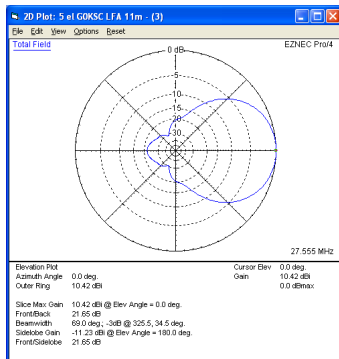 2D Plot: 5 el G0KSC LFA 11m - (3)
File Edit View Options Reset
Total Field
EZNEC Pro/4
0 dB
-5
-10
-15
-20
-30
27.555 MHz
Elevation Plot
Azimuth Angle 0.0 deg.
Outer Ring 10.42 dBi
Cursor Elev 0.0 deg.
Gain 10.42 dBi
0.0 dBmax
Slice Max Gain 10.42 dBi @ Elev Angle = 0.0 deg.
Front/Back 21.65 dB
Beamwidth 69.0 deg.; -3dB @ 325.5, 34.5 deg.
Sidelobe Gain -11.23 dBi @ Elev Angle = 180.0 deg.
Front/Sidelobe 21.65 dB